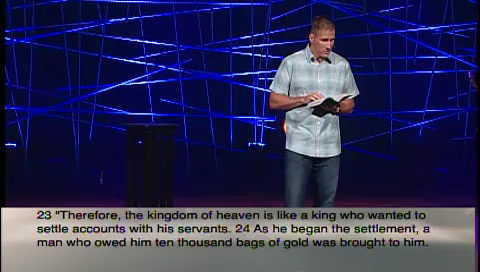 23 "Therefore, the kingdom of heaven is like a king who wanted to
settle accounts with his servants. 24 As he began the settlement, a
man who owed him ten thousand bags of gold was brought to him.